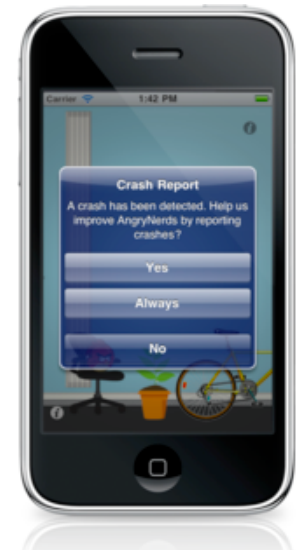 Carrier 1:42 PM
Crash Report
A crash has been detected. Help us
improve AngryNerds by reporting
crashes?
Yes
Always
No